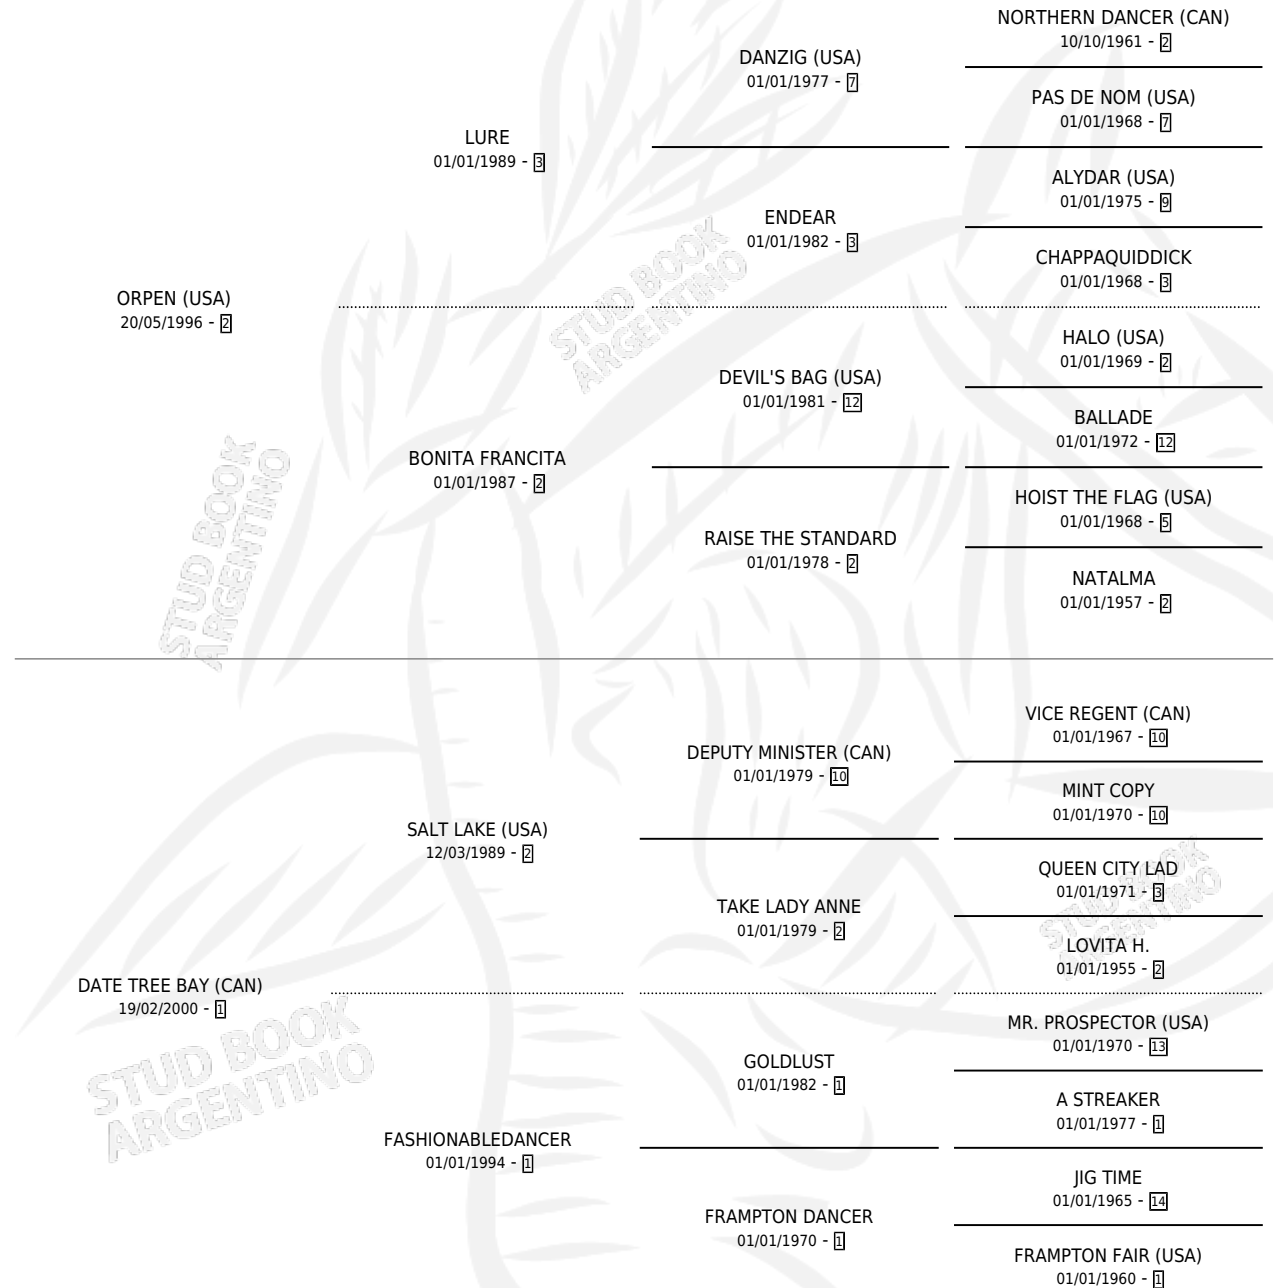 NORTHERN DANCER (CAN)
10/10/1961 - 2
DANZIG (USA)
01/01/1977 - 7
PAS DE NOM (USA)
01/01/1968 - 7
LURE
01/01/1989 - 3
ALYDAR (USA)
01/01/1975 - 9
ENDEAR
01/01/1982 - 3
CHAPPAQUIDDICK
01/01/1968 - 3
ORPEN (USA)
20/05/1996 - 2
HALO (USA)
01/01/1969 - 2
DEVIL'S BAG (USA)
01/01/1981 - 12
BALLADE
01/01/1972 - 12
BONITA FRANCITA
01/01/1987 - 2
HOIST THE FLAG (USA)
01/01/1968 - 5
RAISE THE STANDARD
01/01/1978 - 2
NATALMA
01/01/1957 - 2
STUD BOOK
ARGENTINO
STUD BOOK
ARGENTINO
VICE REGENT (CAN)
01/01/1967 - 10
DEPUTY MINISTER (CAN)
01/01/1979 - 10
MINT COPY
01/01/1970 - 10
SALT LAKE (USA)
12/03/1989 - 2
QUEEN CITY LAD
01/01/1971 - 3
TAKE LADY ANNE
01/01/1979 - 2
LOVITA H.
01/01/1955 - 2
DATE TREE BAY (CAN)
19/02/2000 - 1
MR. PROSPECTOR (USA)
01/01/1970 - 13
GOLDLUST
01/01/1982 - 1
A STREAKER
01/01/1977 - 1
FASHIONABLEDANCER
01/01/1994 - 1
JIG TIME
01/01/1965 - 14
FRAMPTON DANCER
01/01/1970 - 1
FRAMPTON FAIR (USA)
01/01/1960 - 1
STUD BOOK
ARGENTINO
STUD BOOK
ARGENTINO